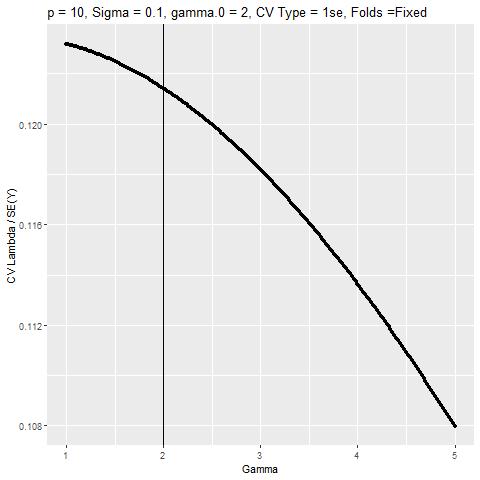 p = 10, Sigma = 0.1, gamma.0 = 2, CV Type = 1se, Folds =Fixed
CV Lambda / SE(Y)
0.120
0.116
0.112
0.108
1 2 3 4 5
Gamma